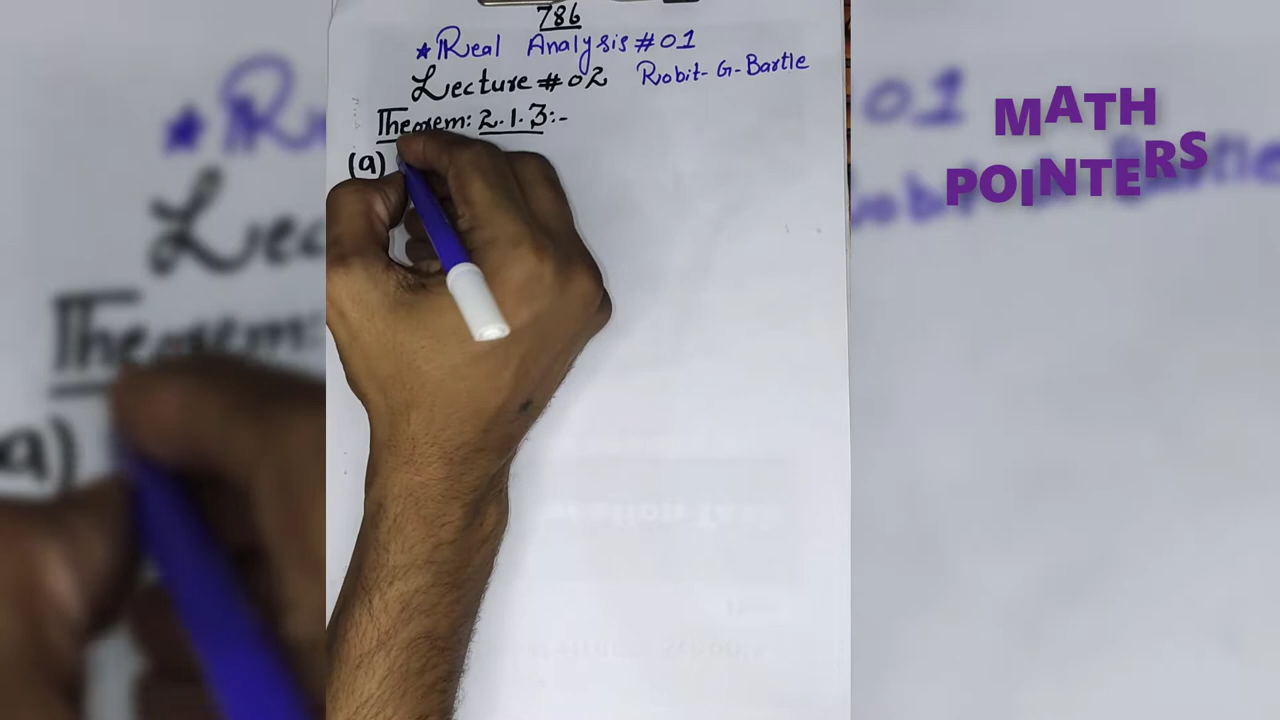 786
★ Real Analysis # 01
Lecture # 02 Robit- G- Bartle
Theorem: 2.1.3:-
(a)
MATH
POINTERS